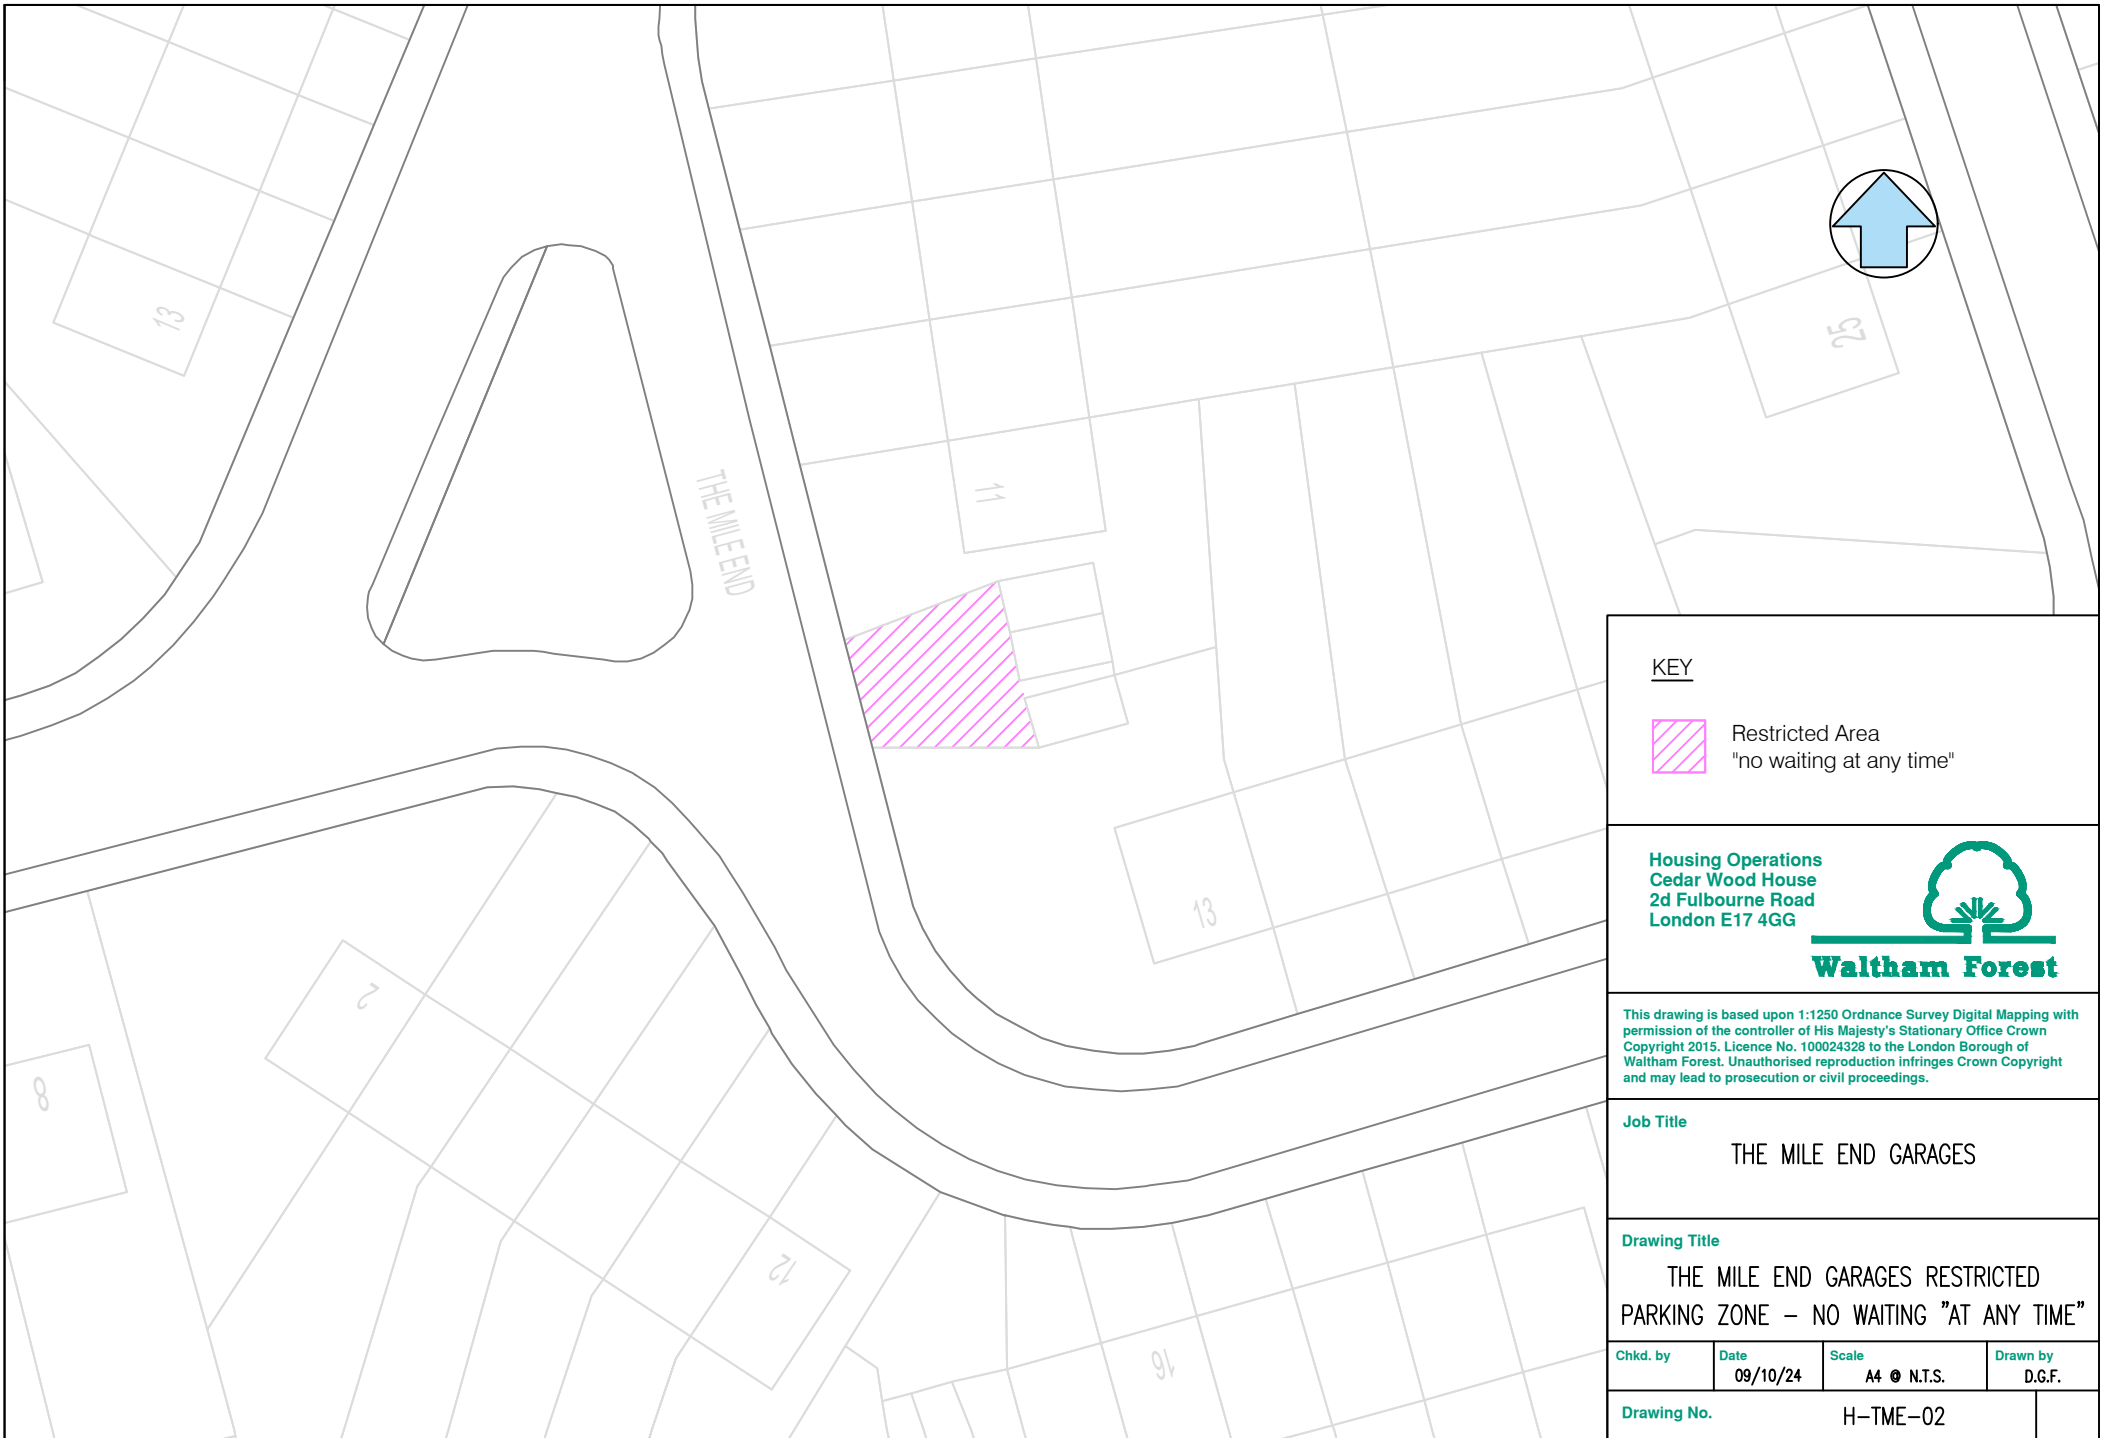 13
25
11
THE MILE END
13
2
8
12
16
KEY
Restricted Area
"no waiting at any time"
Housing Operations
Cedar Wood House
2d Fulbourne Road
London E17 4GG
Waltham Forest
This drawing is based upon 1:1250 Ordnance Survey Digital Mapping with
permission of the controller of His Majesty's Stationary Office Crown
Copyright 2015. Licence No. 100024328 to the London Borough of
Waltham Forest. Unauthorised reproduction infringes Crown Copyright
and may lead to prosecution or civil proceedings.
Job Title
THE MILE END GARAGES
Drawing Title
THE MILE END GARAGES RESTRICTED
PARKING ZONE – NO WAITING "AT ANY TIME"
Chkd. by
Date
09/10/24
Scale
A4 @ N.T.S.
Drawn by
D.G.F.
Drawing No.
H-TME-02